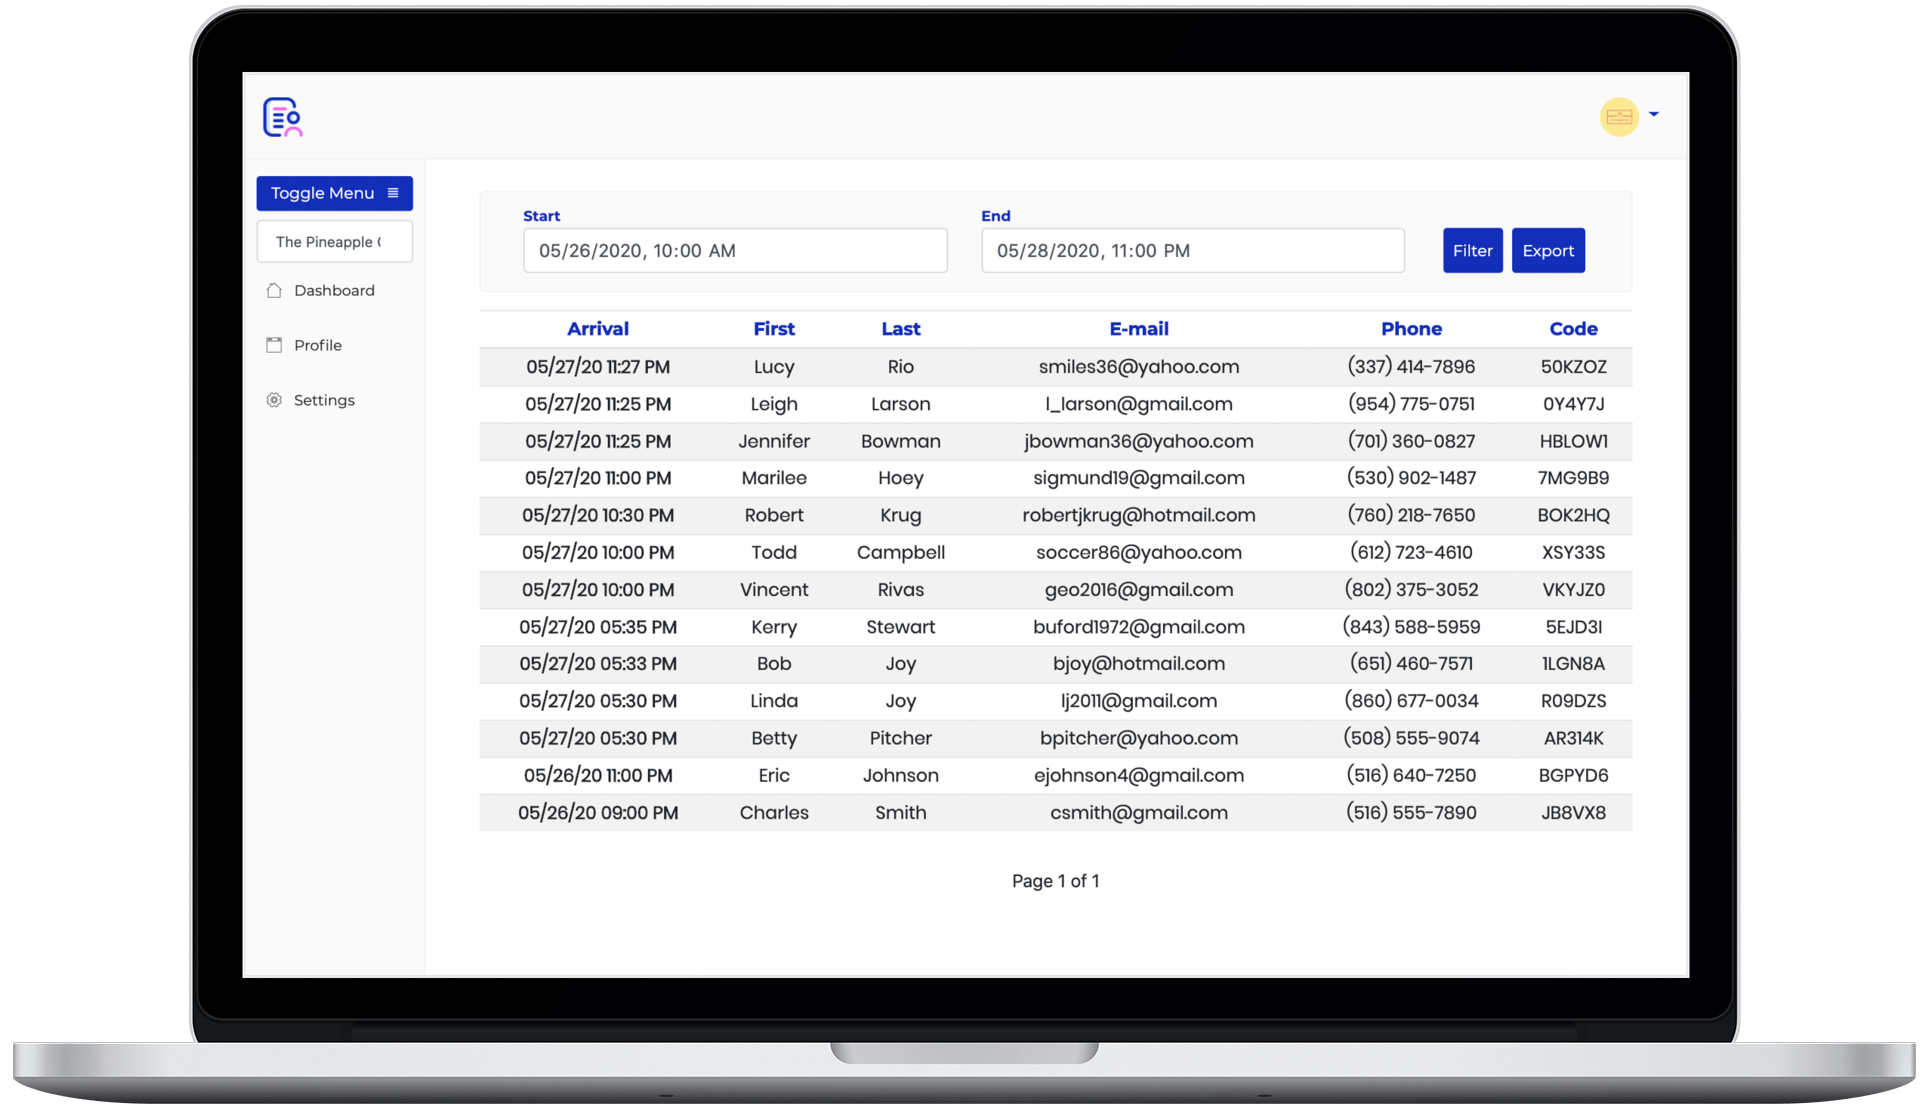 Toggle Menu
The Pineapple
Dashboard
Profile
Settings
Start End
05/26/2020, 10:00 AM 05/28/2020, 11:00 PM Filter Export
Arrival First Last E-mail Phone Code
05/27/20 11:27 PM Lucy Rio smiles36@yahoo.com (337) 414-7896 50KZOZ
05/27/20 11:25 PM Leigh Larson l_larson@gmail.com (954) 775-0751 0Y4Y7J
05/27/20 11:25 PM Jennifer Bowman jbowman36@yahoo.com (701) 360-0827 HBLOW1
05/27/20 11:00 PM Marilee Hoey sigmund19@gmail.com (530) 902-1487 7MG9B9
05/27/20 10:30 PM Robert Krug robertjkrug@hotmail.com (760) 218-7650 BOK2HQ
05/27/20 10:00 PM Todd Campbell soccer86@yahoo.com (612) 723-4610 XSY33S
05/27/20 10:00 PM Vincent Rivas geo2016@gmail.com (802) 375-3052 VKYJZ0
05/27/20 05:35 PM Kerry Stewart buford1972@gmail.com (843) 588-5959 5EJD3I
05/27/20 05:33 PM Bob Joy bjoy@hotmail.com (651) 460-7571 1LGN8A
05/27/20 05:30 PM Linda Joy lj2011@gmail.com (860) 677-0034 R09DZS
05/27/20 05:30 PM Betty Pitcher bpitcher@yahoo.com (508) 555-9074 AR314K
05/26/20 11:00 PM Eric Johnson ejohnson4@gmail.com (516) 640-7250 BGPYD6
05/26/20 09:00 PM Charles Smith csmith@gmail.com (516) 555-7890 JB8VX8
Page 1 of 1